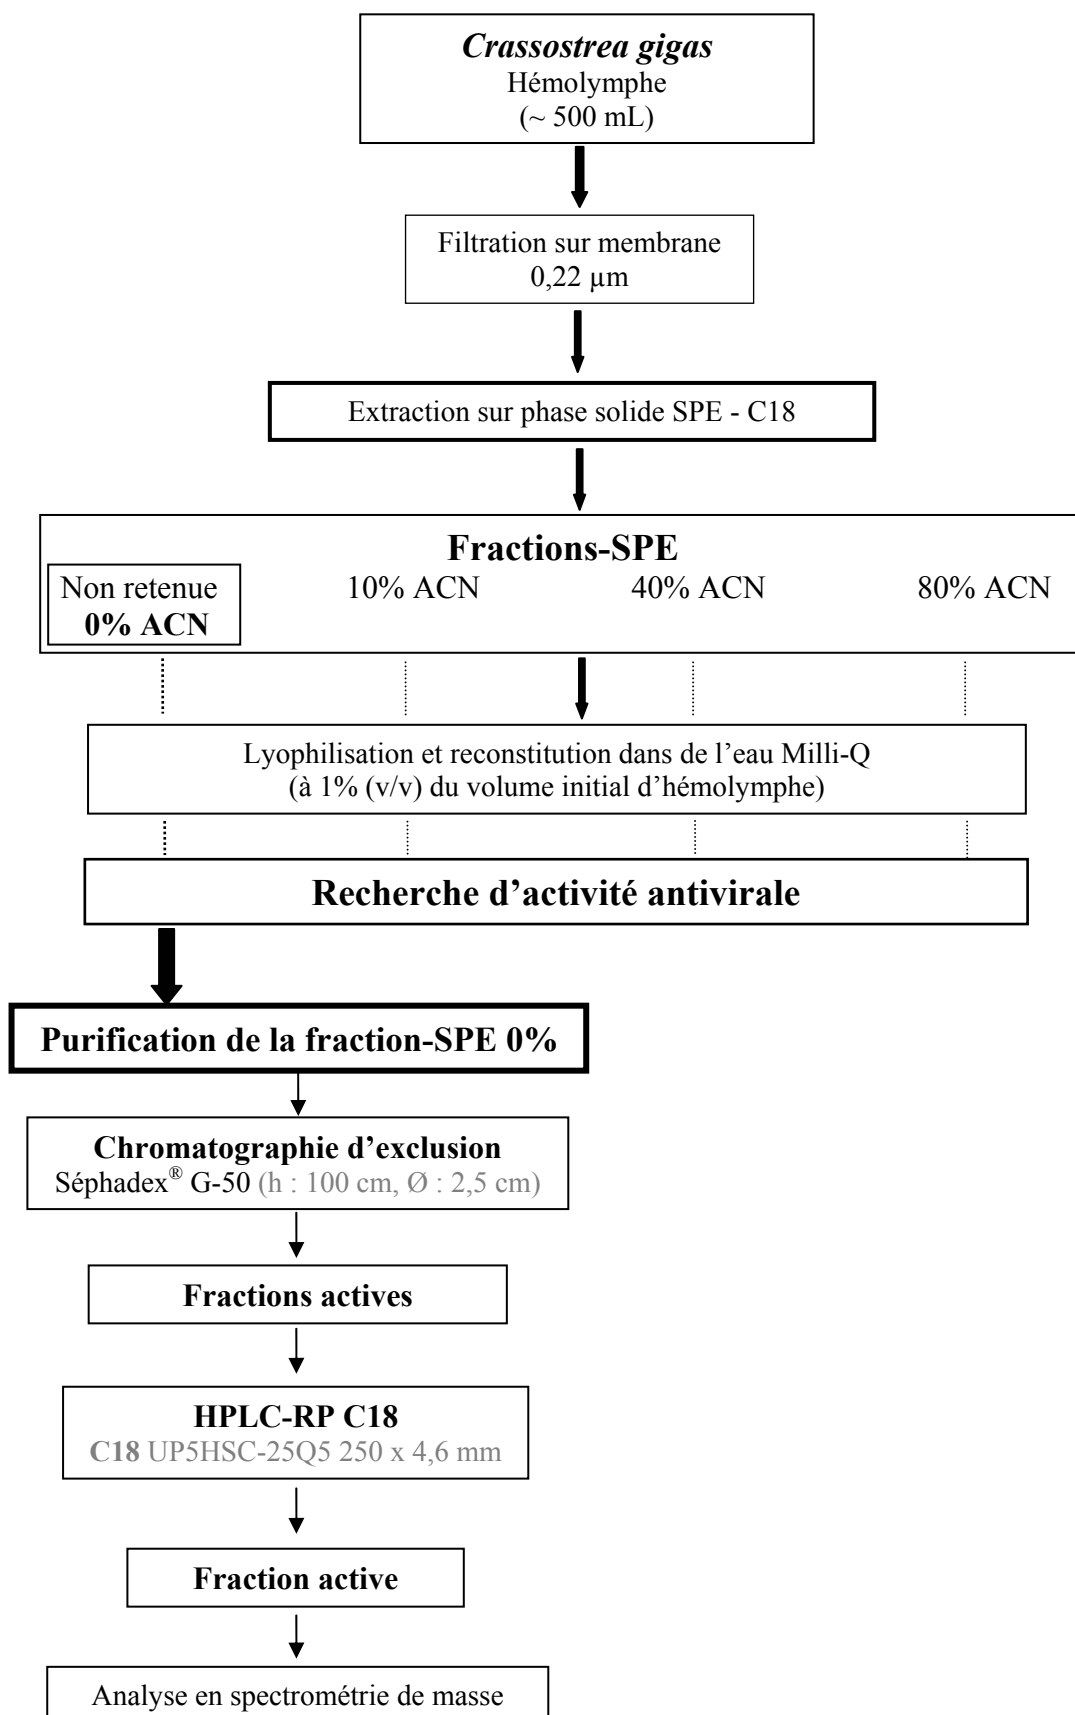 Crassostrea gigas
Hémolymphe
(~ 500 mL)
Filtration sur membrane
0,22 µm
Extraction sur phase solide SPE - C18
Fractions-SPE
Non retenue
0% ACN
10% ACN
40% ACN
80% ACN
Lyophilisation et reconstitution dans de l’eau Milli-Q
(à 1% (v/v) du volume initial d’hémolymphe)
Recherche d’activité antivirale
Purification de la fraction-SPE 0%
Chromatographie d’exclusion
Séphadex® G-50 (h : 100 cm, Ø : 2,5 cm)
Fractions actives
HPLC-RP C18
C18 UP5HSC-25Q5 250 x 4,6 mm
Fraction active
Analyse en spectrométrie de masse